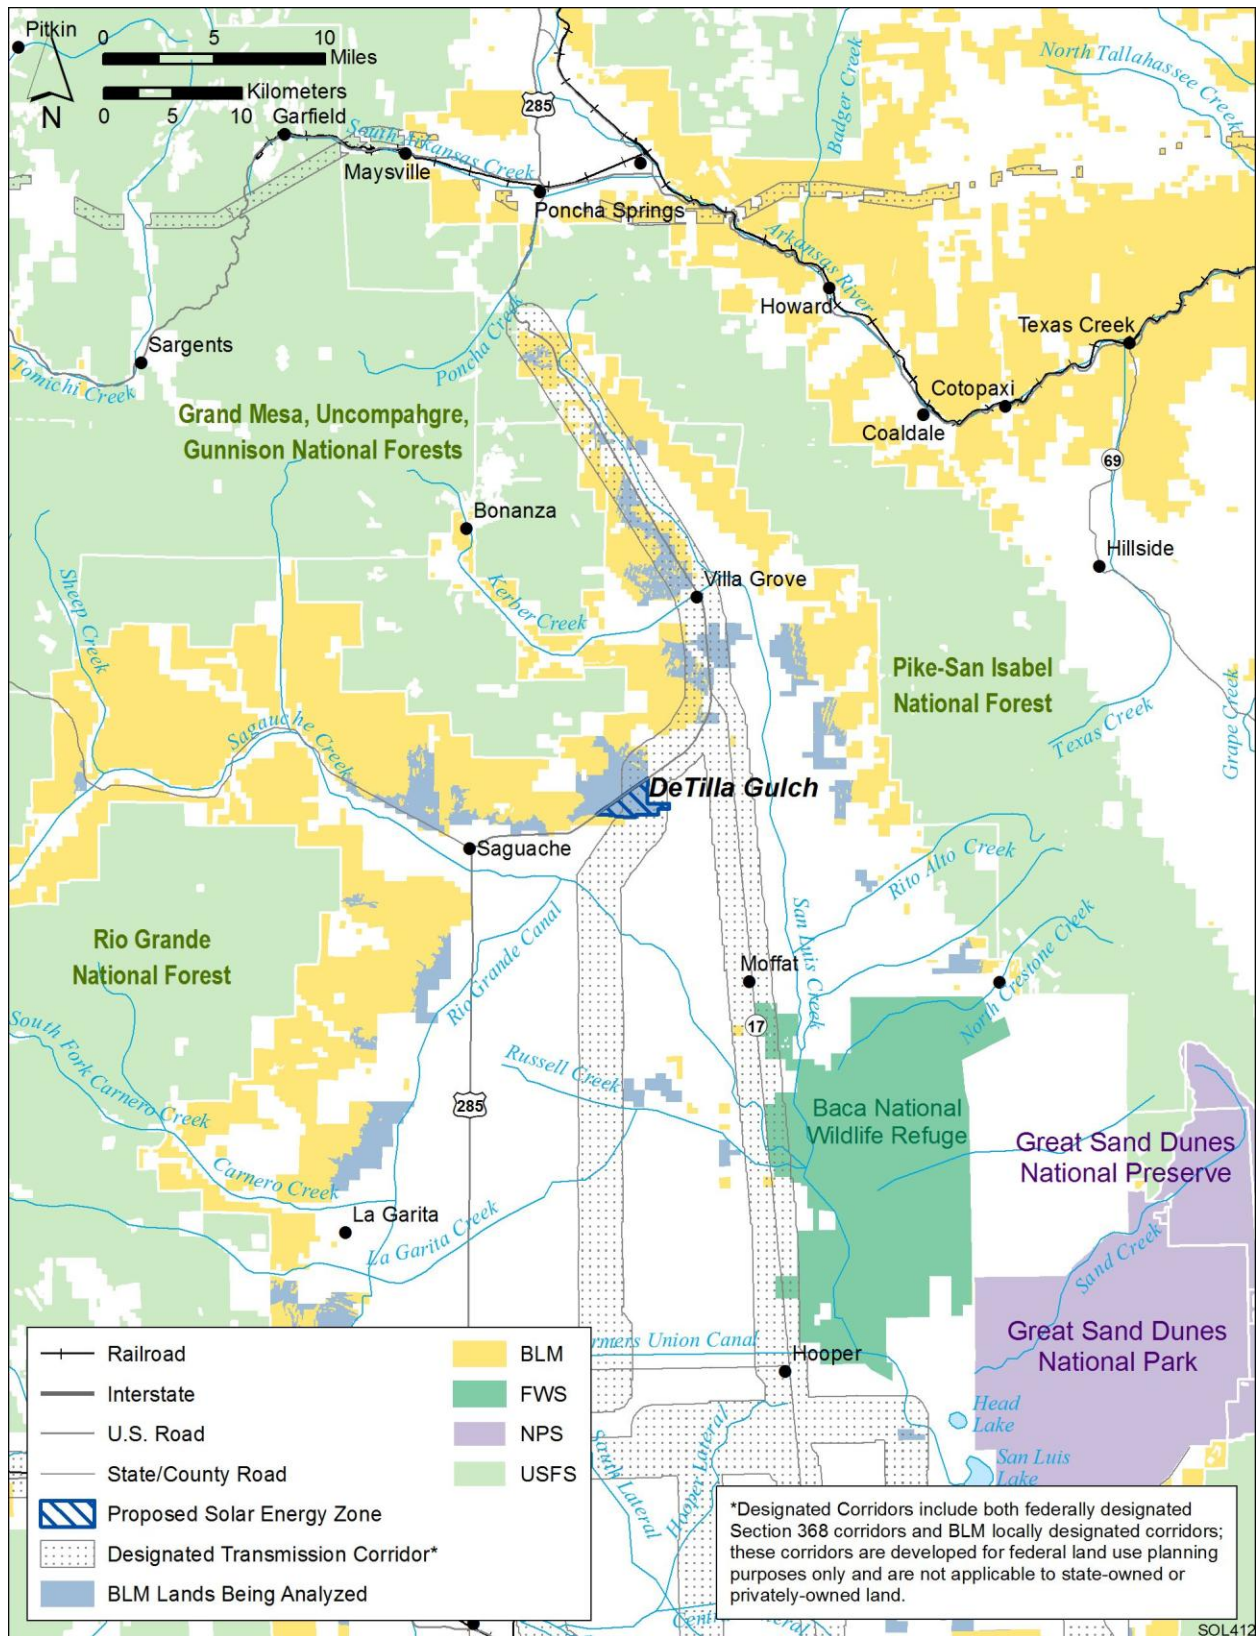 Pitkin
0 5 10
Miles
Kilometers
0 5 10
N
Garfield
South Arkansas Creek
Maysville
285
Badger Creek
North Tallahassee Creek
Poncha Springs
Arkansas River
Howard
Texas Creek
Sargents
Tomichi Creek
Poncha Creek
Cotopaxi
Coaldale
Grand Mesa, Uncompahgre,
Gunnison National Forests
69
Bonanza
Hillside
Villa Grove
Kerber Creek
Sheep Creek
Pike-San Isabel
National Forest
Texas Creek
Grape Creek
Sagauche Creek
DeTilla Gulch
Saguache
Rito Alto Creek
Rio Grande Canal
San Luis Creek
Rio Grande
National Forest
Moffat
North Crestone Creek
17
South Fork Carnero Creek
Russell Creek
285
Baca National
Wildlife Refuge
Great Sand Dunes
National Preserve
Carnero Creek
La Garita
La Garita Creek
Sand Creek
Great Sand Dunes
National Park
rmers Union Canal
Hooper
Head
Lake
San Luis
Lake
South Lateral
Hooper Lateral
Railroad
Interstate
U.S. Road
State/County Road
Proposed Solar Energy Zone
Designated Transmission Corridor*
BLM Lands Being Analyzed
BLM
FWS
NPS
USFS
*Designated Corridors include both federally designated
Section 368 corridors and BLM locally designated corridors;
these corridors are developed for federal land use planning
purposes only and are not applicable to state-owned or
privately-owned land.
SOL412